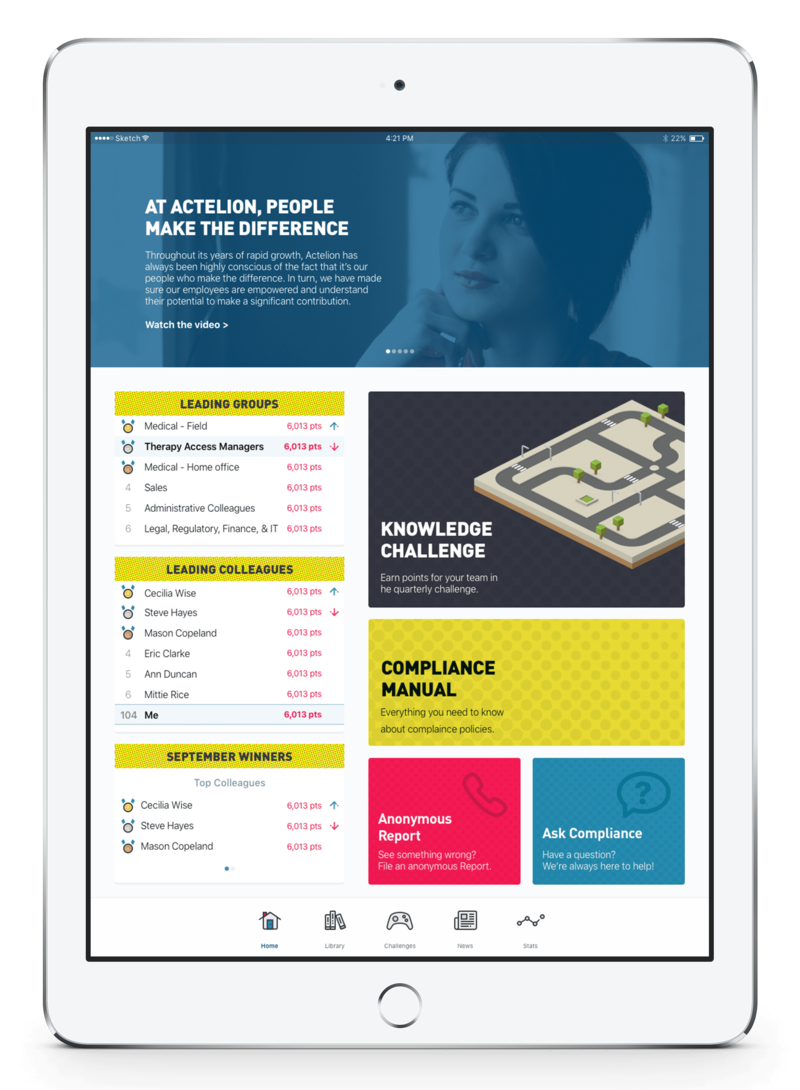 Sketch
4:21 PM
22%
AT ACTELION, PEOPLE
MAKE THE DIFFERENCE
Throughout its years of rapid growth, Actelion has
always been highly conscious of the fact that it's our
people who make the difference. In turn, we have made
sure our employees are empowered and understand
their potential to make a significant contribution.
Watch the video >
LEADING GROUPS
Medical - Field 6,013 pts
Therapy Access Managers 6,013 pts
Medical - Home office 6,013 pts
4 Sales 6,013 pts
5 Administrative Colleagues 6,013 pts
6 Legal, Regulatory, Finance, & IT 6,013 pts
LEADING COLLEAGUES
Cecilia Wise 6,013 pts
Steve Hayes 6,013 pts
Mason Copeland 6,013 pts
4 Eric Clarke 6,013 pts
5 Ann Duncan 6,013 pts
6 Mittie Rice 6,013 pts
104 Me 6,013 pts
SEPTEMBER WINNERS
Top Colleagues
Cecilia Wise 6,013 pts
Steve Hayes 6,013 pts
Mason Copeland 6,013 pts
KNOWLEDGE
CHALLENGE
Earn points for your team in
he quarterly challenge.
COMPLIANCE
MANUAL
Everything you need to know
about complaince policies.
Anonymous
Report
See something wrong?
File an anonymous Report.
?
Ask Compliance
Have a question?
We're always here to help!
Home
Library
Challenges
News
Stats